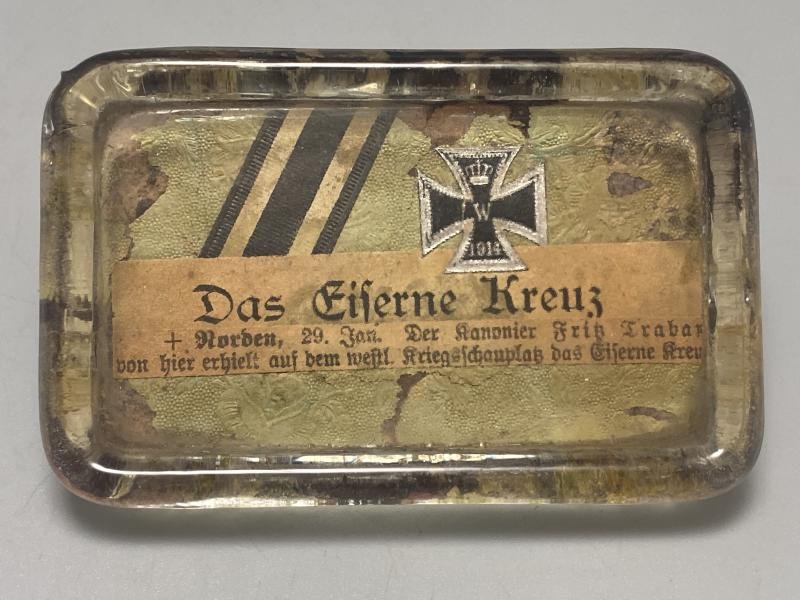 W
1914
Das Eiserne Kreuz
+ Norden, 29. Jan. Der Kanonier Fritz Traba
von hier erhielt auf dem westl. Kriegsschauplatz das Eiserne Kreu